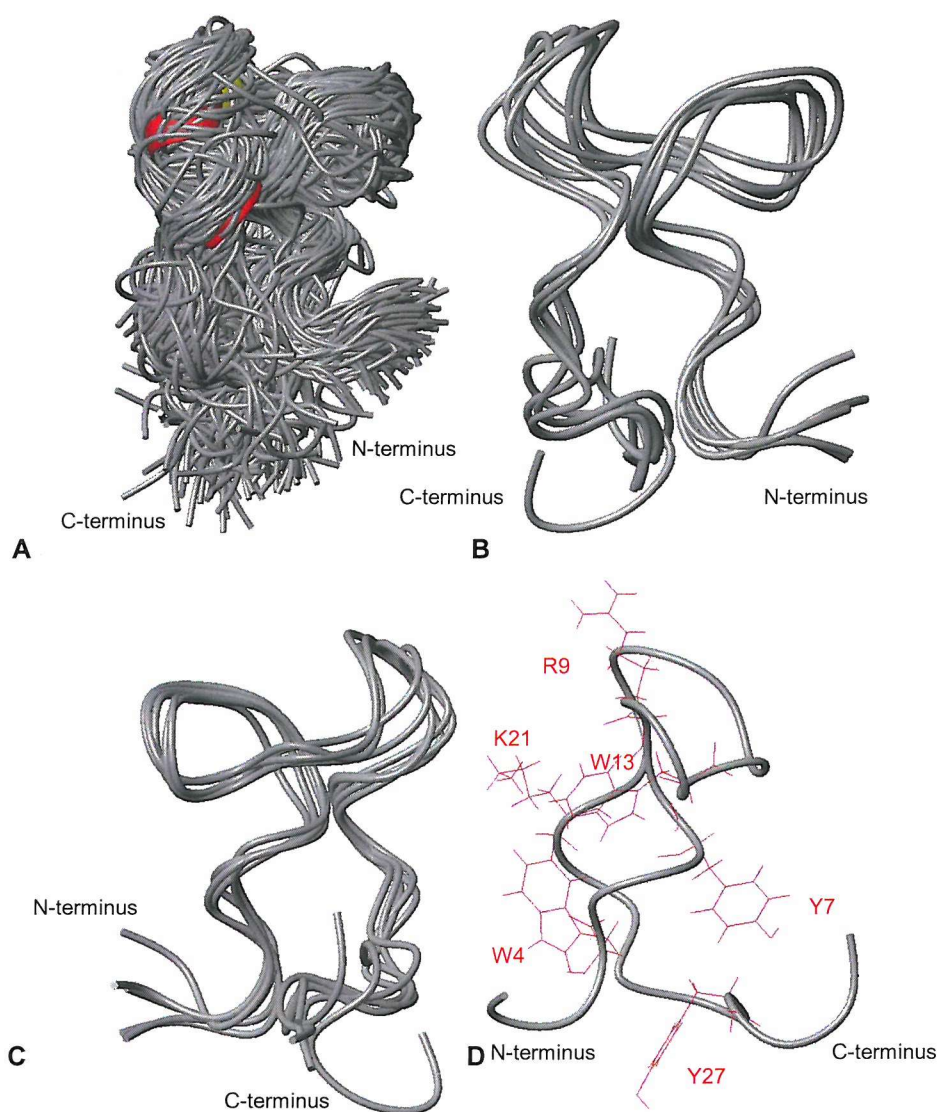 N-terminus
C-terminus
A
C-terminus
N-terminus
B
R9
K21
W13
N-terminus
Y7
W4
C
N-terminus
C-terminus
D
Y27
C-terminus